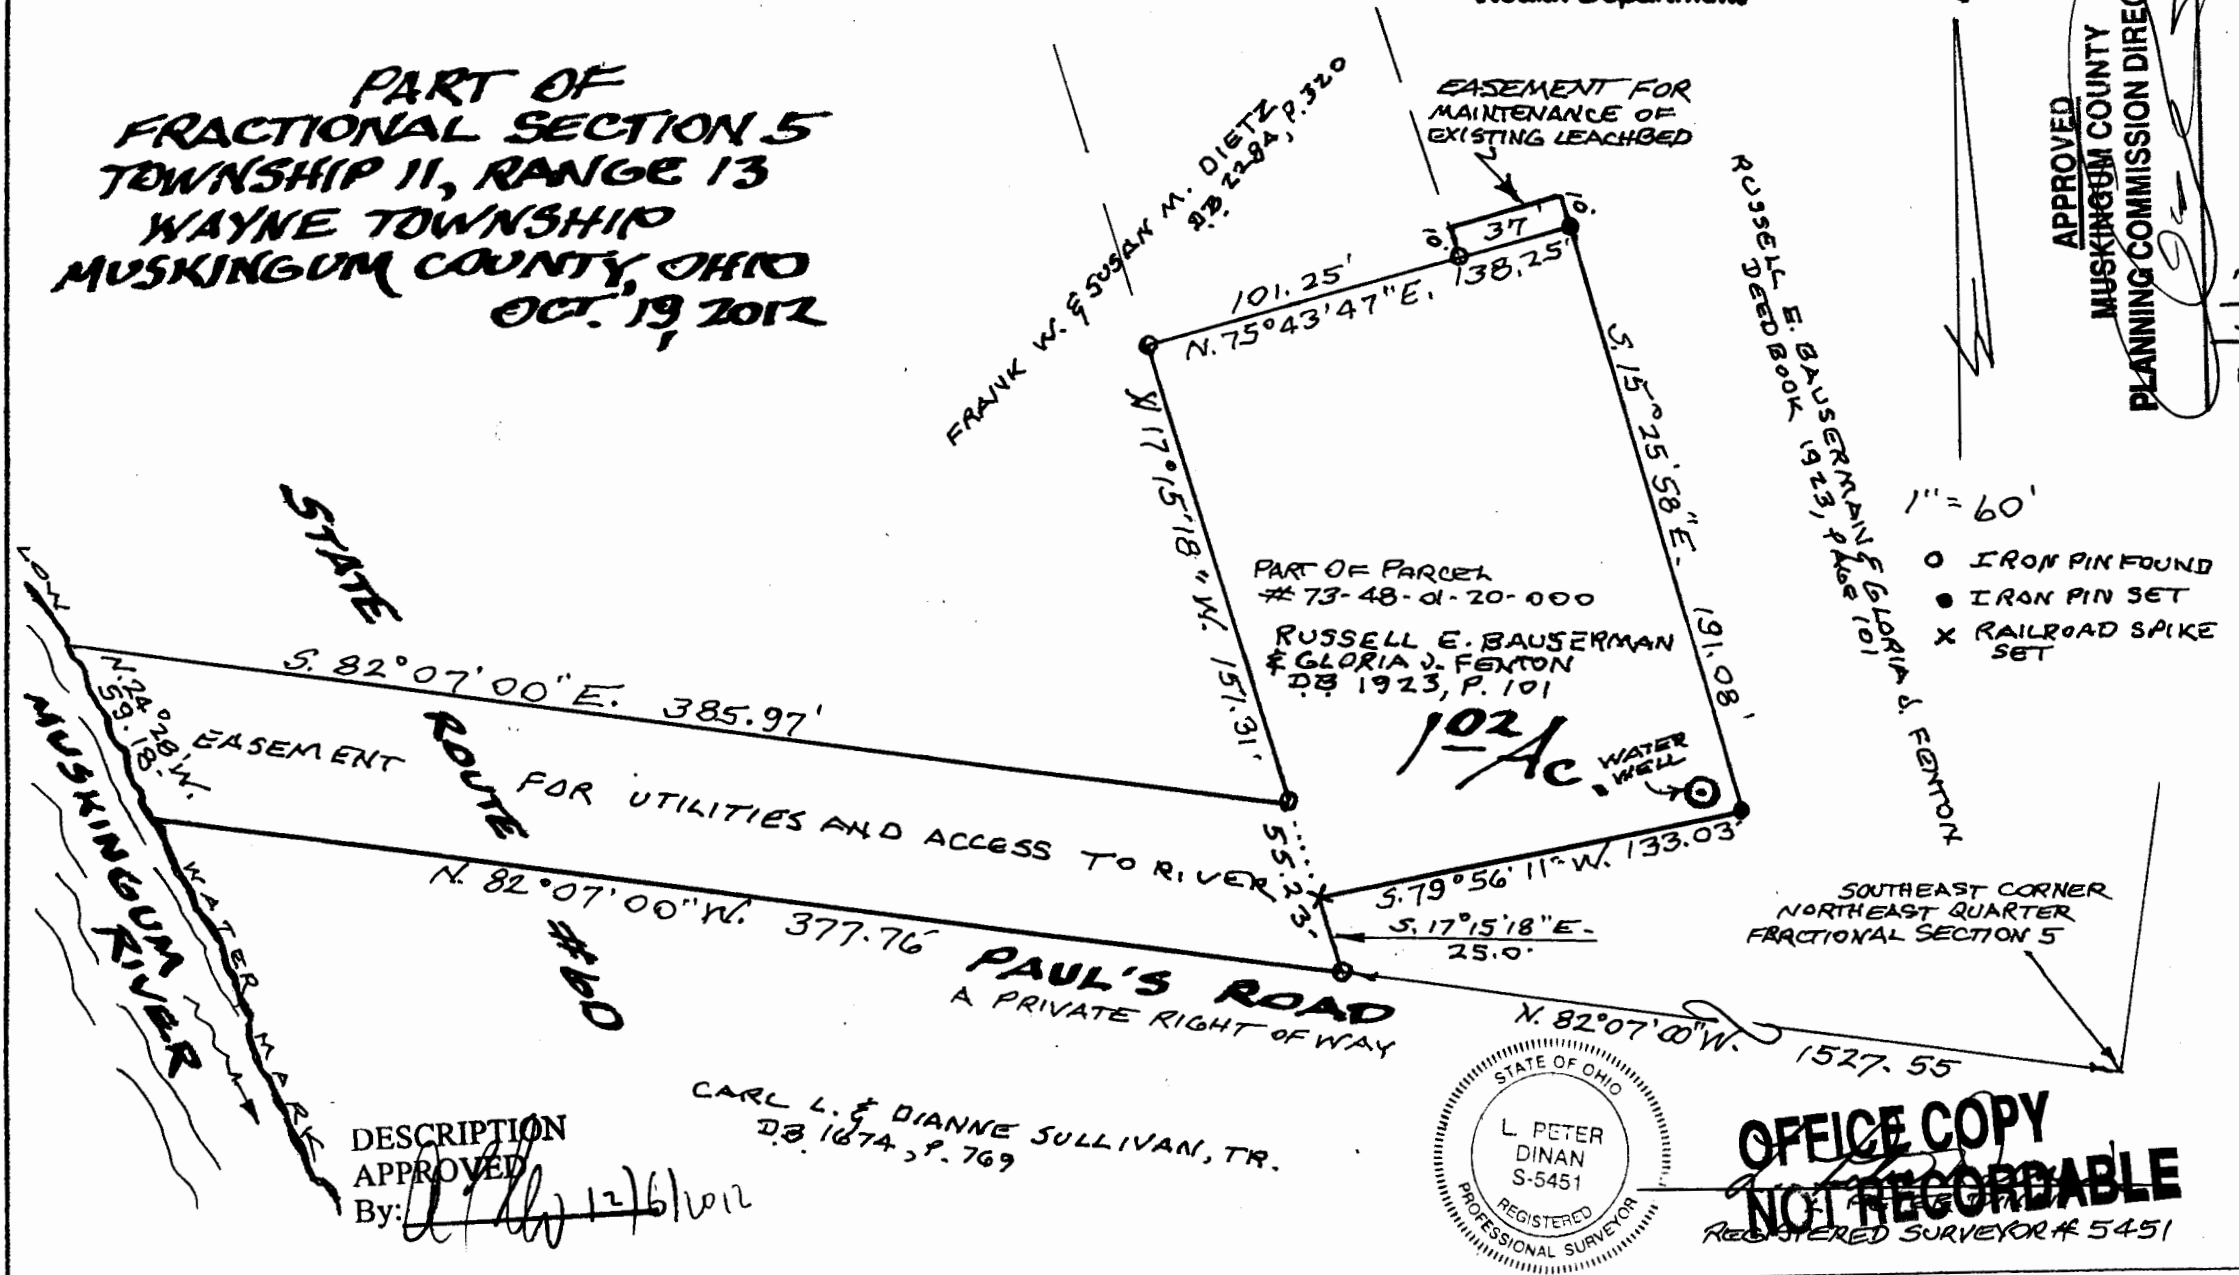 PART OF
FRACTIONAL SECTION 5
TOWNSHIP 11, RANGE 13
WAYNE TOWNSHIP
MUSKINGUM COUNTY, OHIO
OCT. 19, 2012
EASEMENT FOR
MAINTENANCE OF
EXISTING LEACHBED
FRANK W. & SUSAN M. DIETZ
D.B. 2284, P. 320
10.
37'
10.
101.25'
138.25'
N. 75°43'47"E.
S. 15°25'58"E.
191.08'
RUSSELL E. BAUSERMAN & GLORIA J. FENTON
DEED BOOK 1923, PAGE 101
APPROVED
MUSKINGUM COUNTY
PLANNING COMMISSION
1" = 60'
O IRON PIN FOUND
● IRON PIN SET
X RAILROAD SPIKE
SET
N 17°15'18"W. 151.31'
PART OF PARCEL
# 73-48-01-20-000
RUSSELL E. BAUSERMAN
& GLORIA J. FENTON
DB 1923, P. 101
1.02 Ac.
WATER
WELL
STATE
ROUTE
#60
LOW
WATER
MARK
MUSKINGUM
RIVER
N. 24°28'W.
59.18'
S. 82°07'00"E. 385.97'
EASEMENT FOR UTILITIES AND ACCESS TO RIVER
55.23'
N. 82°07'00"W. 377.76'
S. 79°56'11"W. 133.03'
S. 17°15'18"E.
25.0'
SOUTHEAST CORNER
NORTHEAST QUARTER
FRACTIONAL SECTION 5
PAUL'S ROAD
A PRIVATE RIGHT OF WAY
N. 82°07'00"W. 1527.55
CARL L. & DIANNE SULLIVAN, TR.
D.B. 1674, P. 769
DESCRIPTION
APPROVED
By: 12/6/2012
STATE OF OHIO
L. PETER
DINAN
S-5451
REGISTERED
PROFESSIONAL SURVEYOR
OFFICE COPY
NOT RECORDABLE
REGISTERED SURVEYOR # 5451